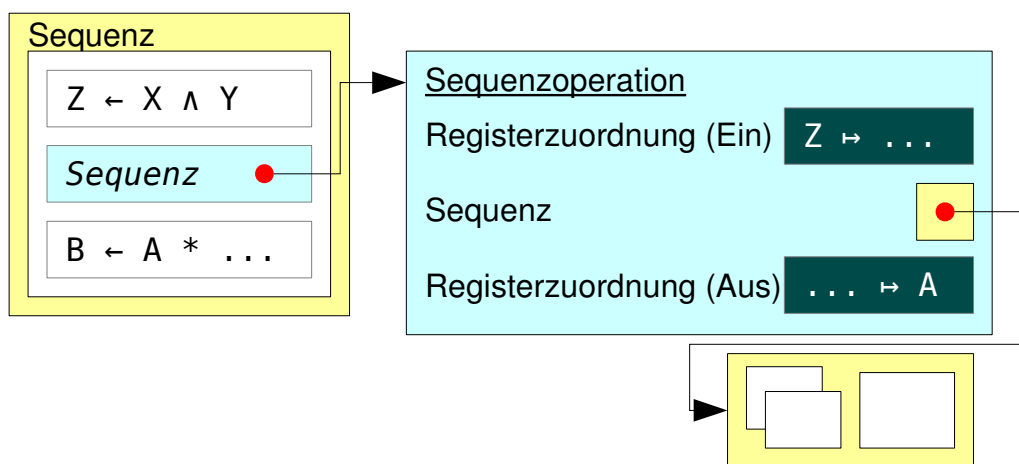 Sequenz
Z ← X ∧ Y
Sequenz
B ← A * ...
Sequenzoperation
Registerzuordnung (Ein)
Z ↦ ...
Sequenz
Registerzuordnung (Aus)
... ↦ A